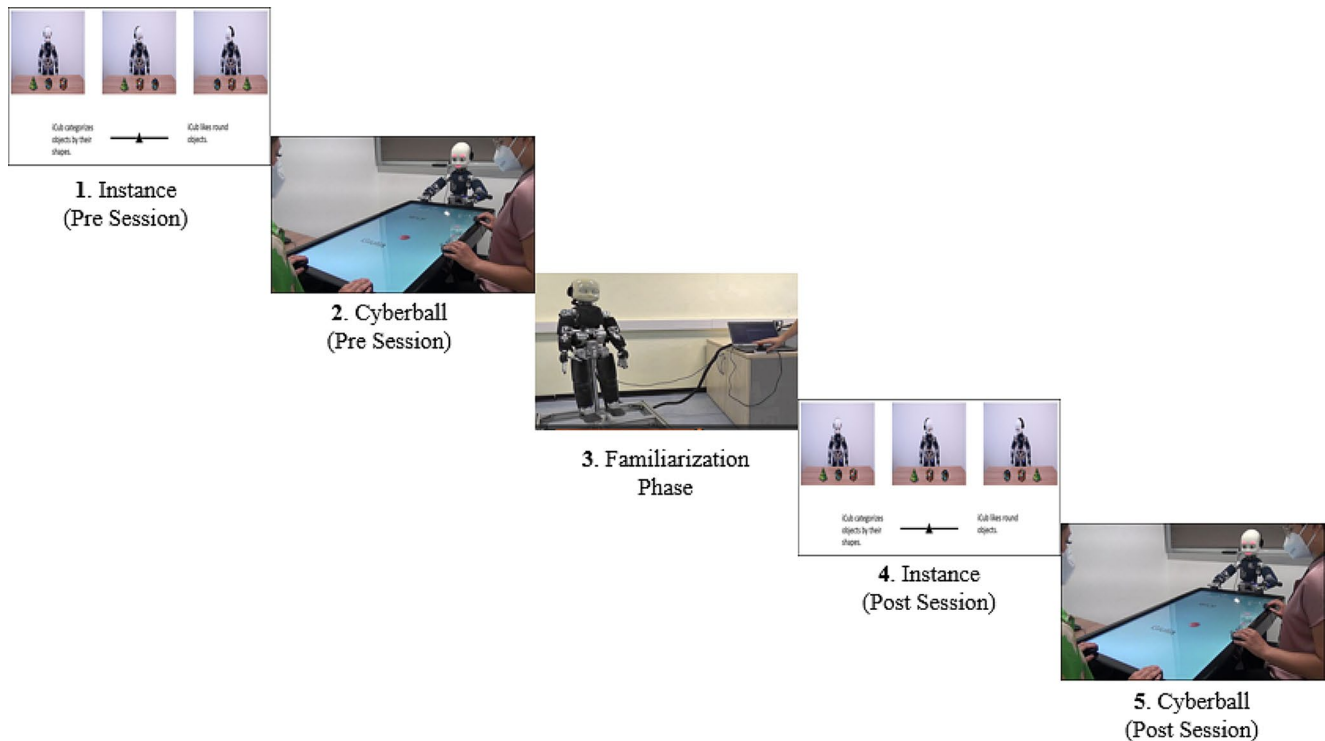 iCub categorizes
objects by their
shapes.
iCub likes round
objects.
1. Instance
(Pre Session)
Giulia
2. Cyberball
(Pre Session)
3. Familiarization
Phase
iCub categorizes
objects by their
shapes.
iCub likes round
objects.
4. Instance
(Post Session)
Giulia
5. Cyberball
(Post Session)